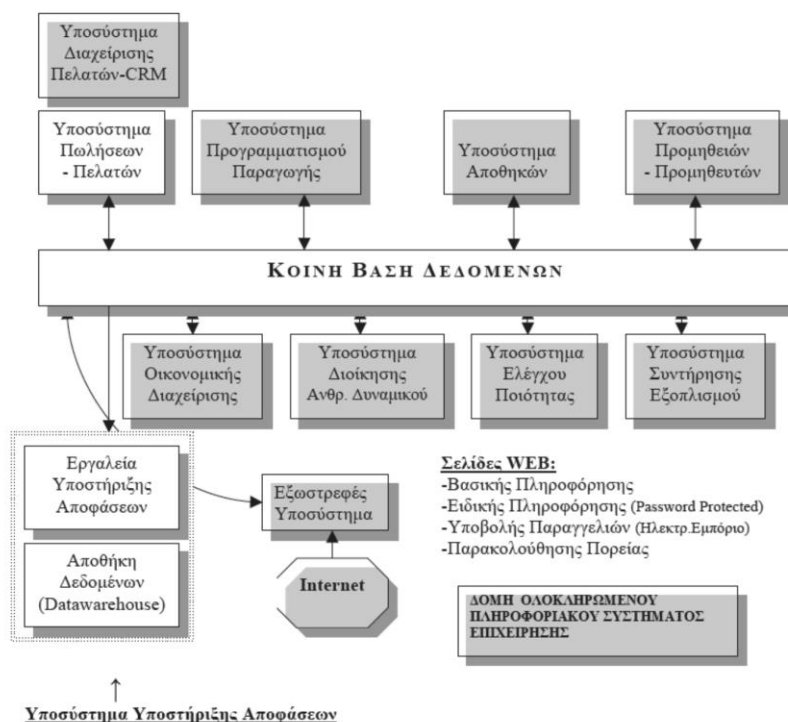 Υποσύστημα
Διαχείρισης
Πελατών-CRM
Υποσύστημα
Πωλήσεων
- Πελατών
Υποσύστημα
Προγραμματισμού
Παραγωγής
Υποσύστημα
Αποθηκών
Υποσύστημα
Προμηθειών
- Προμηθευτών
ΚΟΙΝΗ ΒΑΣΗ ΔΕΔΟΜΕΝΩΝ
Υποσύστημα
Οικονομικής
Διαχείρισης
Υποσύστημα
Διοίκησης
Ανθρ. Δυναμικού
Υποσύστημα
Ελέγχου
Ποιότητας
Υποσύστημα
Συντήρησης
Εξοπλισμού
Εργαλεία
Υποστήριξης
Αποφάσεων
Αποθήκη
Δεδομένων
(Datawarehouse)
Εξωστρεφές
Υποσύστημα
Internet
Σελίδες WEB:
-Βασικής Πληροφόρησης
-Ειδικής Πληροφόρησης (Password Protected)
-Υποβολής Παραγγελιών (Ηλεκτρ.Εμπόριο)
-Παρακολούθησης Πορείας
ΔΟΜΗ ΟΛΟΚΛΗΡΩΜΕΝΟΥ
ΠΛΗΡΟΦΟΡΙΑΚΟΥ ΣΥΣΤΗΜΑΤΟΣ
ΕΠΙΧΕΙΡΗΣΗΣ
Υποσύστημα Υποστήριξης Αποφάσεων